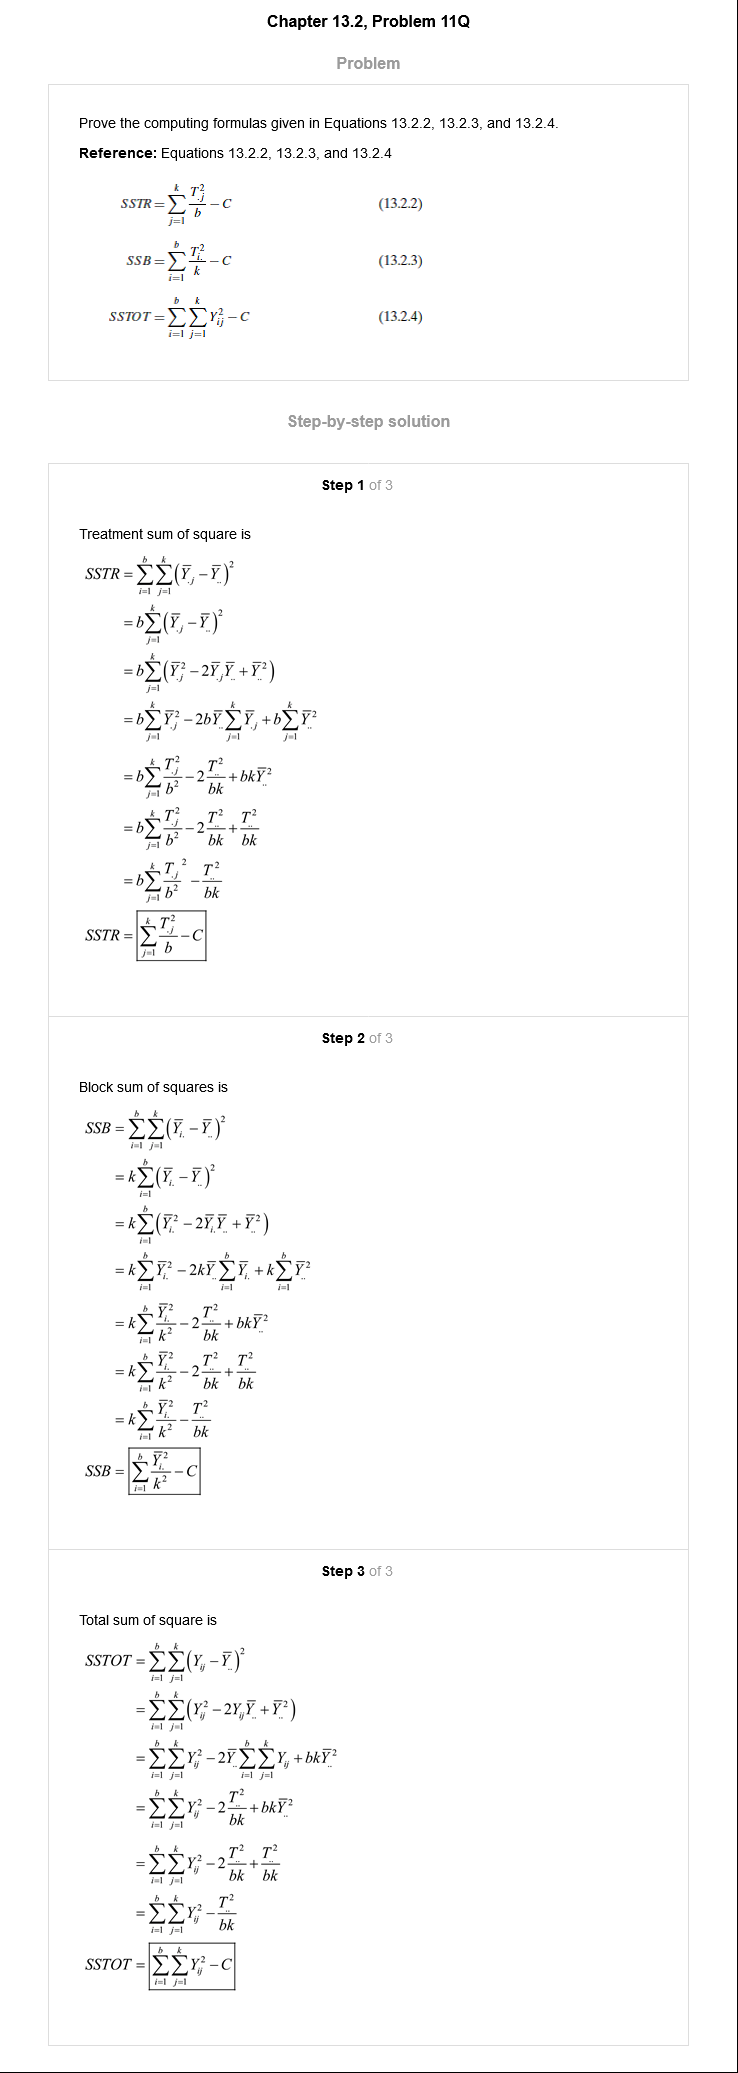 Chapter 13.2, Problem 11Q
Problem
Prove the computing formulas given in Equations 13.2.2, 13.2.3, and 13.2.4.
Reference: Equations 13.2.2, 13.2.3, and 13.2.4
$SSTR = \sum_{j=1}^{k} \frac{T_{.j}^2}{b} - C$ (13.2.2)
$SSB = \sum_{i=1}^{b} \frac{T_{i.}^2}{k} - C$ (13.2.3)
$SSTOT = \sum_{i=1}^{b} \sum_{j=1}^{k} Y_{ij}^2 - C$ (13.2.4)
Step-by-step solution
Step 1 of 3
Treatment sum of square is
$SSTR = \sum_{i=1}^{b} \sum_{j=1}^{k} (\overline{Y}_{.j} - \overline{Y}_{..})^2$
$= b \sum_{j=1}^{k} (\overline{Y}_{.j} - \overline{Y}_{..})^2$
$= b \sum_{j=1}^{k} (\overline{Y}_{.j}^2 - 2\overline{Y}_{.j}\overline{Y}_{..} + \overline{Y}_{..}^2)$
$= b \sum_{j=1}^{k} \overline{Y}_{.j}^2 - 2b\overline{Y}_{..} \sum_{j=1}^{k} \overline{Y}_{.j} + b \sum_{j=1}^{k} \overline{Y}_{..}^2$
$= b \sum_{j=1}^{k} \frac{T_{.j}^2}{b^2} - 2\frac{T_{..}^2}{bk} + bk\overline{Y}_{..}^2$
$= b \sum_{j=1}^{k} \frac{T_{.j}^2}{b^2} - 2\frac{T_{..}^2}{bk} + \frac{T_{..}^2}{bk}$
$= b \sum_{j=1}^{k} \frac{T_{.j}^2}{b^2} - \frac{T_{..}^2}{bk}$
$SSTR = \boxed{\sum_{j=1}^{k} \frac{T_{.j}^2}{b} - C}$
Step 2 of 3
Block sum of squares is
$SSB = \sum_{i=1}^{b} \sum_{j=1}^{k} (\overline{Y}_{i.} - \overline{Y}_{..})^2$
$= k \sum_{i=1}^{b} (\overline{Y}_{i.} - \overline{Y}_{..})^2$
$= k \sum_{i=1}^{b} (\overline{Y}_{i.}^2 - 2\overline{Y}_{i.}\overline{Y}_{..} + \overline{Y}_{..}^2)$
$= k \sum_{i=1}^{b} \overline{Y}_{i.}^2 - 2k\overline{Y}_{..} \sum_{i=1}^{b} \overline{Y}_{i.} + k \sum_{i=1}^{b} \overline{Y}_{..}^2$
$= k \sum_{i=1}^{b} \frac{\overline{Y}_{i.}^2}{k^2} - 2\frac{T_{..}^2}{bk} + bk\overline{Y}_{..}^2$
$= k \sum_{i=1}^{b} \frac{\overline{Y}_{i.}^2}{k^2} - 2\frac{T_{..}^2}{bk} + \frac{T_{..}^2}{bk}$
$= k \sum_{i=1}^{b} \frac{\overline{Y}_{i.}^2}{k^2} - \frac{T_{..}^2}{bk}$
$SSB = \boxed{\sum_{i=1}^{b} \frac{\overline{Y}_{i.}^2}{k^2} - C}$
Step 3 of 3
Total sum of square is
$SSTOT = \sum_{i=1}^{b} \sum_{j=1}^{k} (Y_{ij} - \overline{Y}_{..})^2$
$= \sum_{i=1}^{b} \sum_{j=1}^{k} (Y_{ij}^2 - 2Y_{ij}\overline{Y}_{..} + \overline{Y}_{..}^2)$
$= \sum_{i=1}^{b} \sum_{j=1}^{k} Y_{ij}^2 - 2\overline{Y}_{..} \sum_{i=1}^{b} \sum_{j=1}^{k} Y_{ij} + bk\overline{Y}_{..}^2$
$= \sum_{i=1}^{b} \sum_{j=1}^{k} Y_{ij}^2 - 2\frac{T_{..}^2}{bk} + bk\overline{Y}_{..}^2$
$= \sum_{i=1}^{b} \sum_{j=1}^{k} Y_{ij}^2 - 2\frac{T_{..}^2}{bk} + \frac{T_{..}^2}{bk}$
$= \sum_{i=1}^{b} \sum_{j=1}^{k} Y_{ij}^2 - \frac{T_{..}^2}{bk}$
$SSTOT = \boxed{\sum_{i=1}^{b} \sum_{j=1}^{k} Y_{ij}^2 - C}$